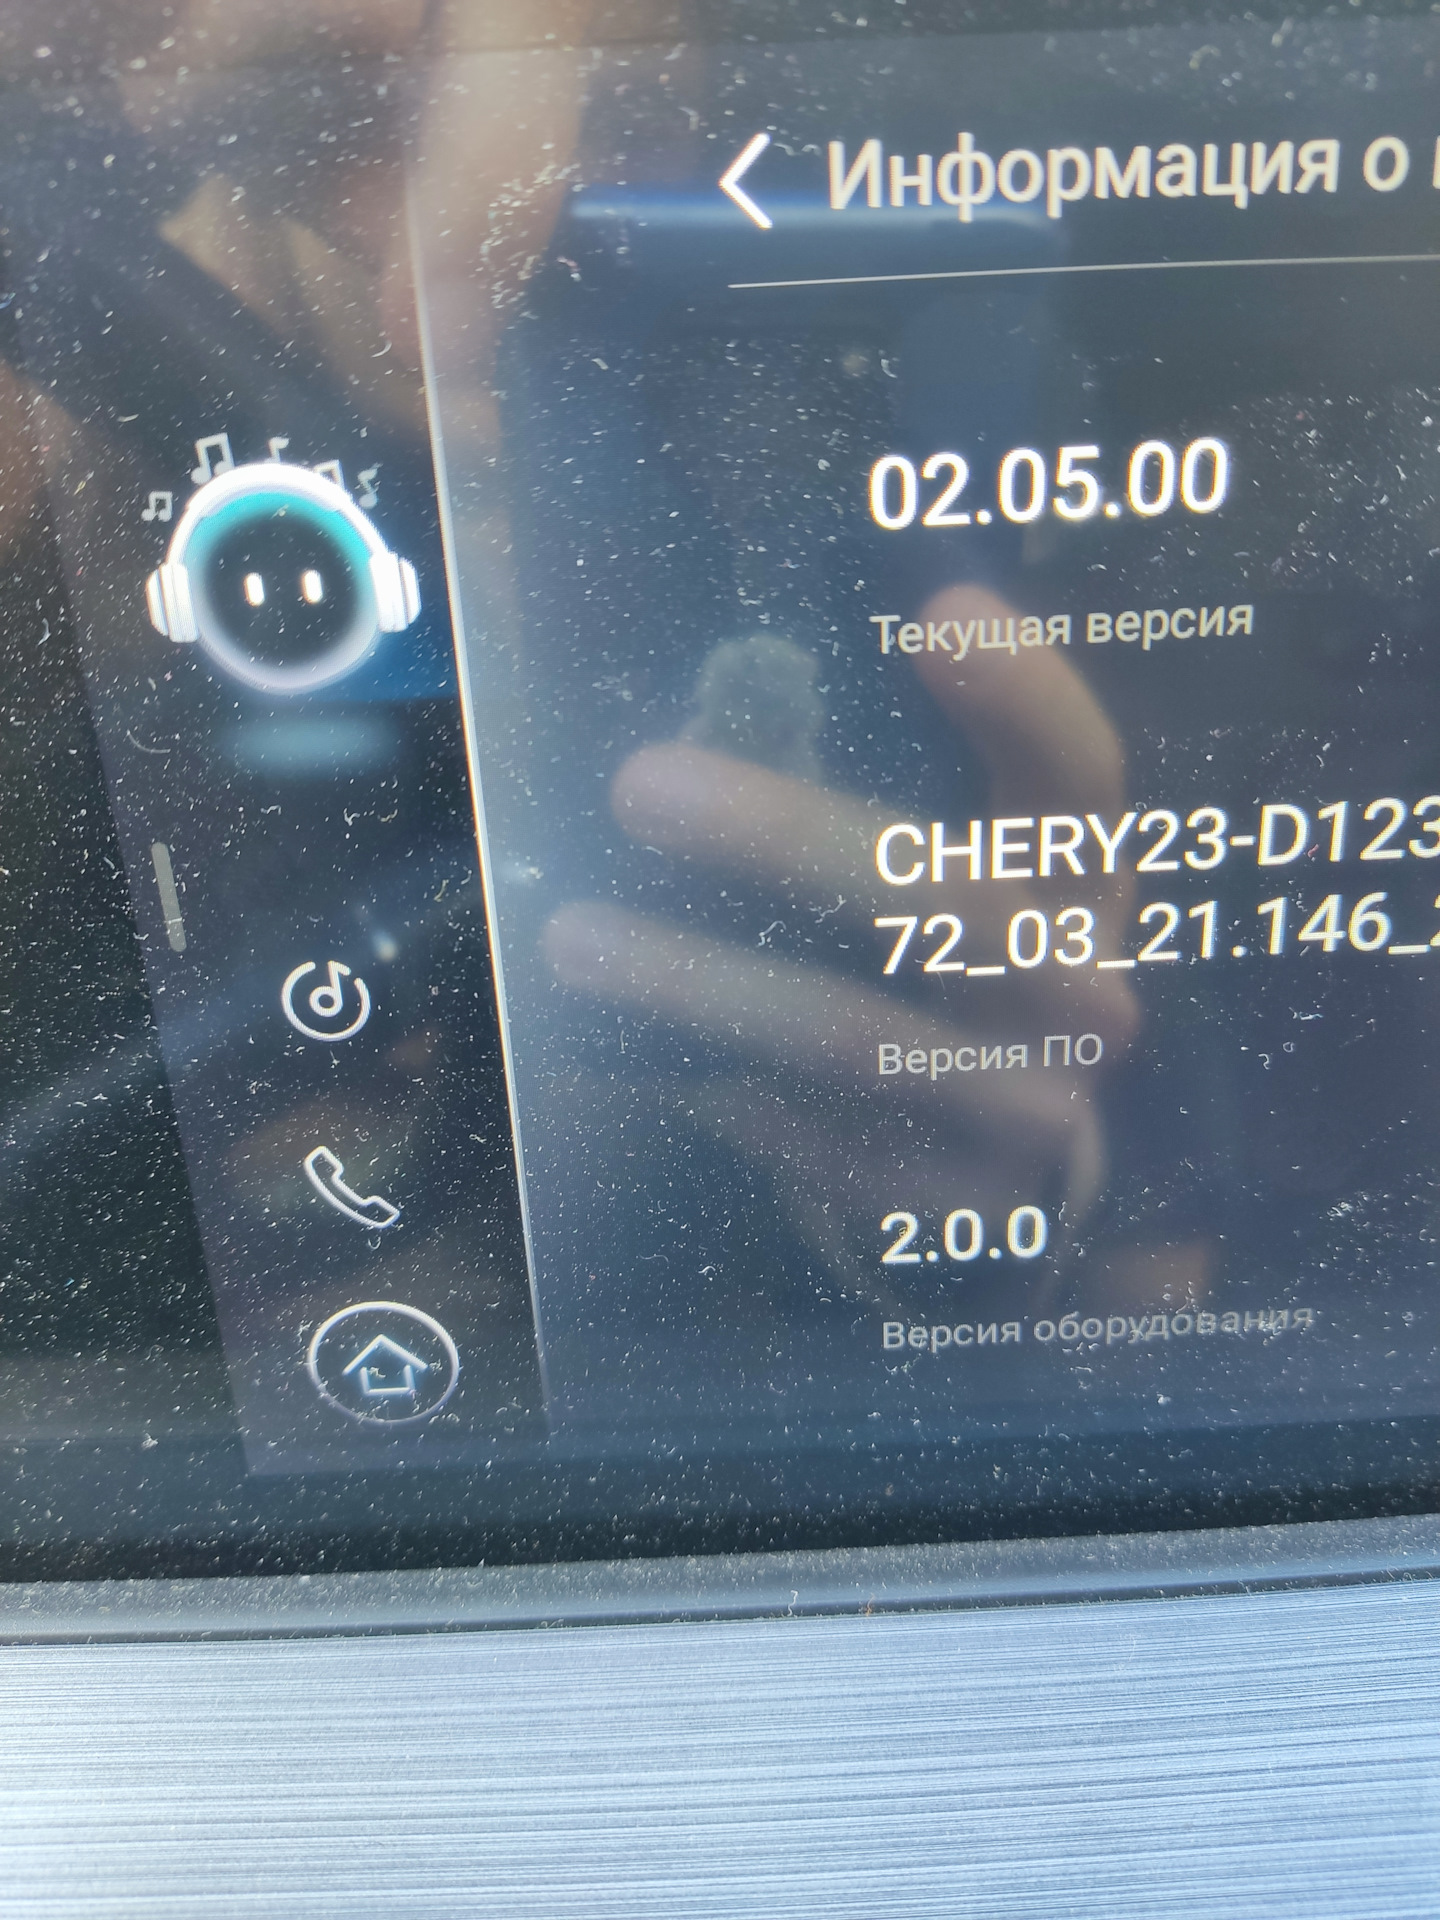 Информация о
02.05.00
Текущая версия
CHERY23-D123
72_03_21.146_
Версия ПО
2.0.0
Версия оборудования